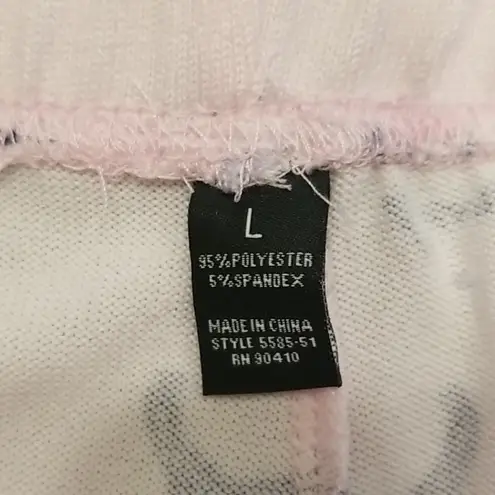 L
95%POLYESTER
5%SPANDEX
MADE IN CHINA
STYLE 5585-51
RN 90410